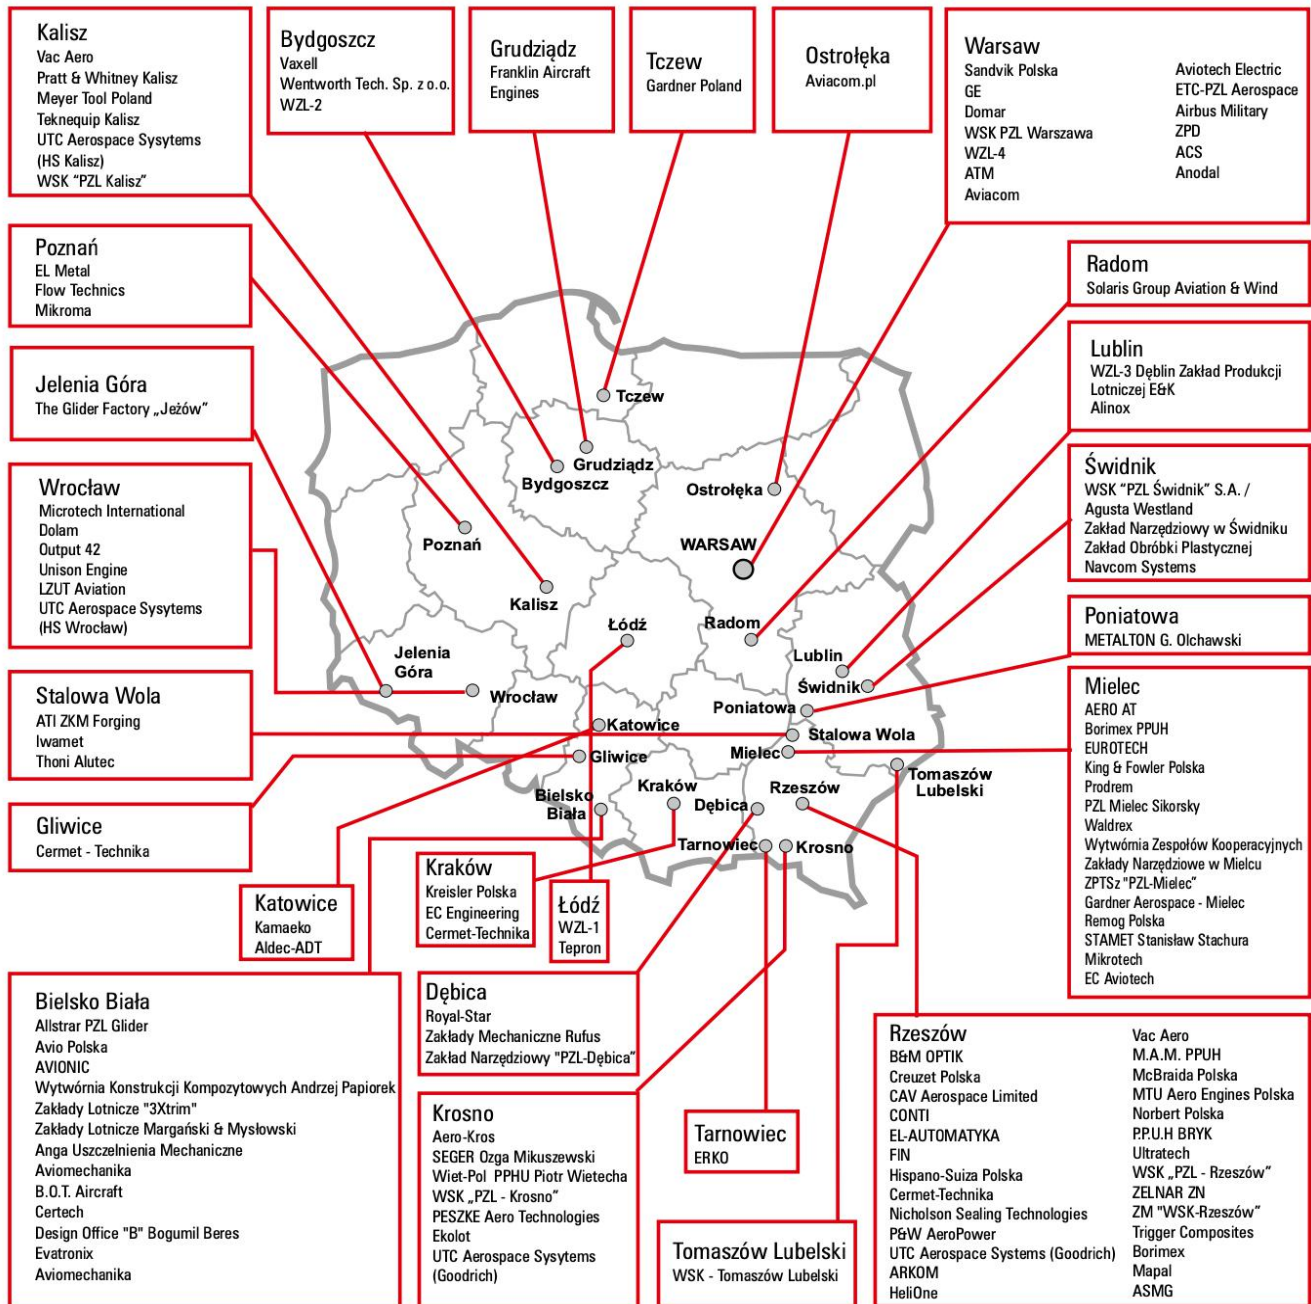 Kalisz
Vac Aero
Pratt & Whitney Kalisz
Meyer Tool Poland
Teknequip Kalisz
UTC Aerospace Sysytems
(HS Kalisz)
WSK “PZL Kalisz”
Bydgoszcz
Vaxell
Wentworth Tech. Sp. z o.o.
WZL-2
Grudziądz
Franklin Aircraft
Engines
Tczew
Gardner Poland
Ostrołęka
Aviacom.pl
Warsaw
Sandvik Polska
GE
Domar
WSK PZL Warszawa
WZL-4
ATM
Aviacom
Aviotech Electric
ETC-PZL Aerospace
Airbus Military
ZPD
ACS
Anodal
Poznań
EL Metal
Flow Technics
Mikroma
Radom
Solaris Group Aviation & Wind
Jelenia Góra
The Glider Factory „Jeżów”
Lublin
WZL-3 Dęblin Zakład Produkcji
Lotniczej E&K
Alinox
Wrocław
Microtech International
Dolam
Output 42
Unison Engine
LZUT Aviation
UTC Aerospace Sysytems
(HS Wrocław)
Świdnik
WSK “PZL Świdnik” S.A. /
Agusta Westland
Zakład Narzędziowy w Świdniku
Zakład Obróbki Plastycznej
Navcom Systems
Poniatowa
METALTON G. Olchawski
Stalowa Wola
ATI ZKM Forging
Iwamet
Thoni Alutec
Mielec
AERO AT
Borimex PPUH
EUROTECH
King & Fowler Polska
Prodrem
PZL Mielec Sikorsky
Waldrex
Wytwórnia Zespołów Kooperacyjnych
Zakłady Narzędziowe w Mielcu
ZPTSz "PZL-Mielec”
Gardner Aerospace - Mielec
Remog Polska
STAMET Stanisław Stachura
Mikrotech
EC Aviotech
Gliwice
Cermet - Technika
Tczew
Grudziądz
Bydgoszcz
Ostrołęka
Poznań
WARSAW
Kalisz
Łódź
Radom
Jelenia
Góra
Lublin
Świdnik
Wrocław
Poniatowa
Katowice
Stalowa Wola
Gliwice
Mielec
Tomaszów
Lubelski
Kraków
Rzeszów
Bielsko
Biała
Dębica
Tarnowiec
Krosno
Katowice
Kamaeko
Aldec-ADT
Kraków
Kreisler Polska
EC Engineering
Cermet-Technika
Łódź
WZL-1
Tepron
Bielsko Biała
Allstrar PZL Glider
Avio Polska
AVIONIC
Wytwórnia Konstrukcji Kompozytowych Andrzej Papiorek
Zakłady Lotnicze "3Xtrim"
Zakłady Lotnicze Margański & Mysłowski
Anga Uszczelnienia Mechaniczne
Aviomechanika
B.O.T. Aircraft
Certech
Design Office "B" Bogumil Beres
Evatronix
Aviomechanika
Dębica
Royal-Star
Zakłady Mechaniczne Rufus
Zakład Narzędziowy "PZL-Dębica”
Krosno
Aero-Kros
SEGER Ozga Mikuszewski
Wiet-Pol PPHU Piotr Wietecha
WSK „PZL - Krosno”
PESZKE Aero Technologies
Ekolot
UTC Aerospace Sysytems
(Goodrich)
Tarnowiec
ERKO
Tomaszów Lubelski
WSK - Tomaszów Lubelski
Rzeszów
B&M OPTIK
Creuzet Polska
CAV Aerospace Limited
CONTI
EL-AUTOMATYKA
FIN
Hispano-Suiza Polska
Cermet-Technika
Nicholson Sealing Technologies
P&W AeroPower
UTC Aerospace Systems (Goodrich)
ARKOM
HeliOne
Vac Aero
M.A.M. PPUH
McBraida Polska
MTU Aero Engines Polska
Norbert Polska
P.P.U.H BRYK
Ultratech
WSK „PZL - Rzeszów”
ZELNAR ZN
ZM "WSK-Rzeszów”
Trigger Composites
Borimex
Mapal
ASMG